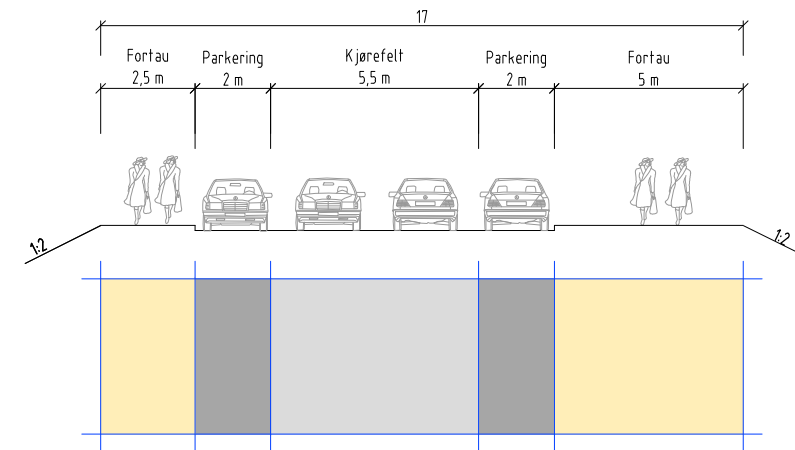 17
Fortau
2,5 m
Parkering
2 m
Kjørefelt
5,5 m
Parkering
2 m
Fortau
5 m
1:2
1:2